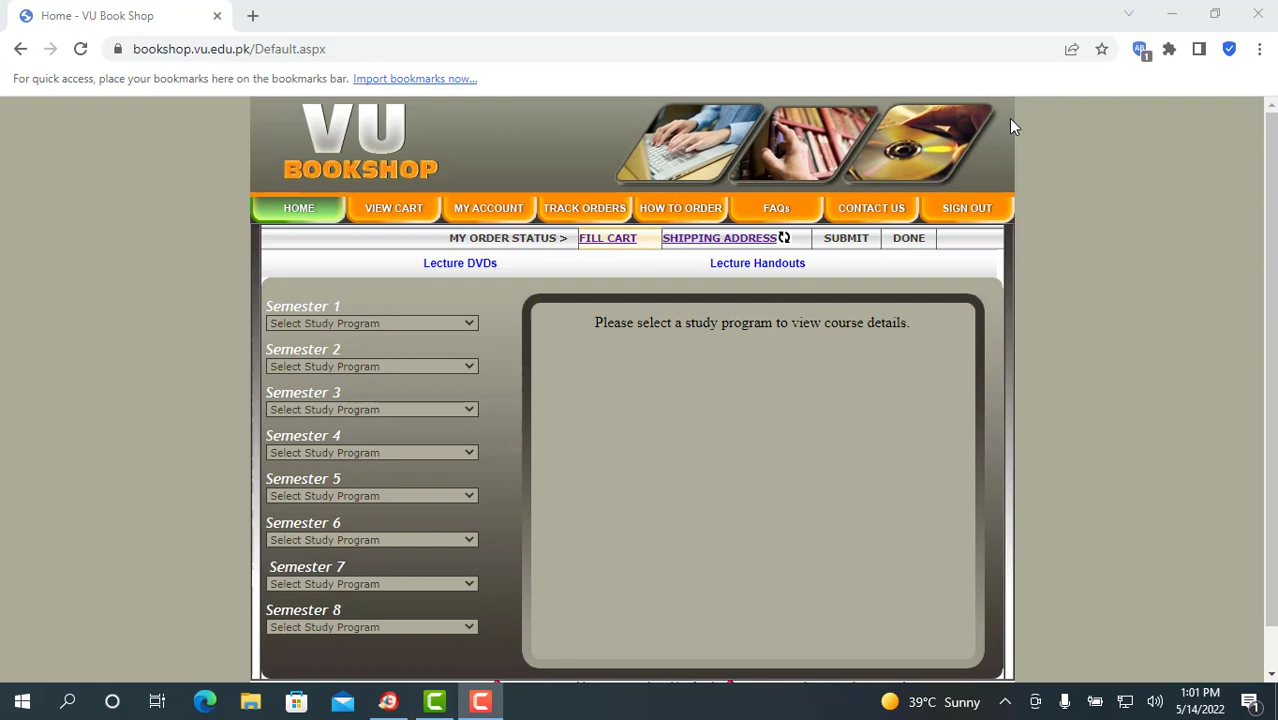 Home - VU Book Shop
bookshop.vu.edu.pk/Default.aspx
For quick access, place your bookmarks here on the bookmarks bar. Import bookmarks now...
VU
BOOKSHOP
HOME VIEW CART MY ACCOUNT TRACK ORDERS HOW TO ORDER FAQs CONTACT US SIGN OUT
MY ORDER STATUS > FILL CART SHIPPING ADDRESS SUBMIT DONE
Lecture DVDs Lecture Handouts
Semester 1
Select Study Program
Please select a study program to view course details.
Semester 2
Select Study Program
Semester 3
Select Study Program
Semester 4
Select Study Program
Semester 5
Select Study Program
Semester 6
Select Study Program
Semester 7
Select Study Program
Semester 8
Select Study Program
39°C Sunny
1:01 PM
5/14/2022